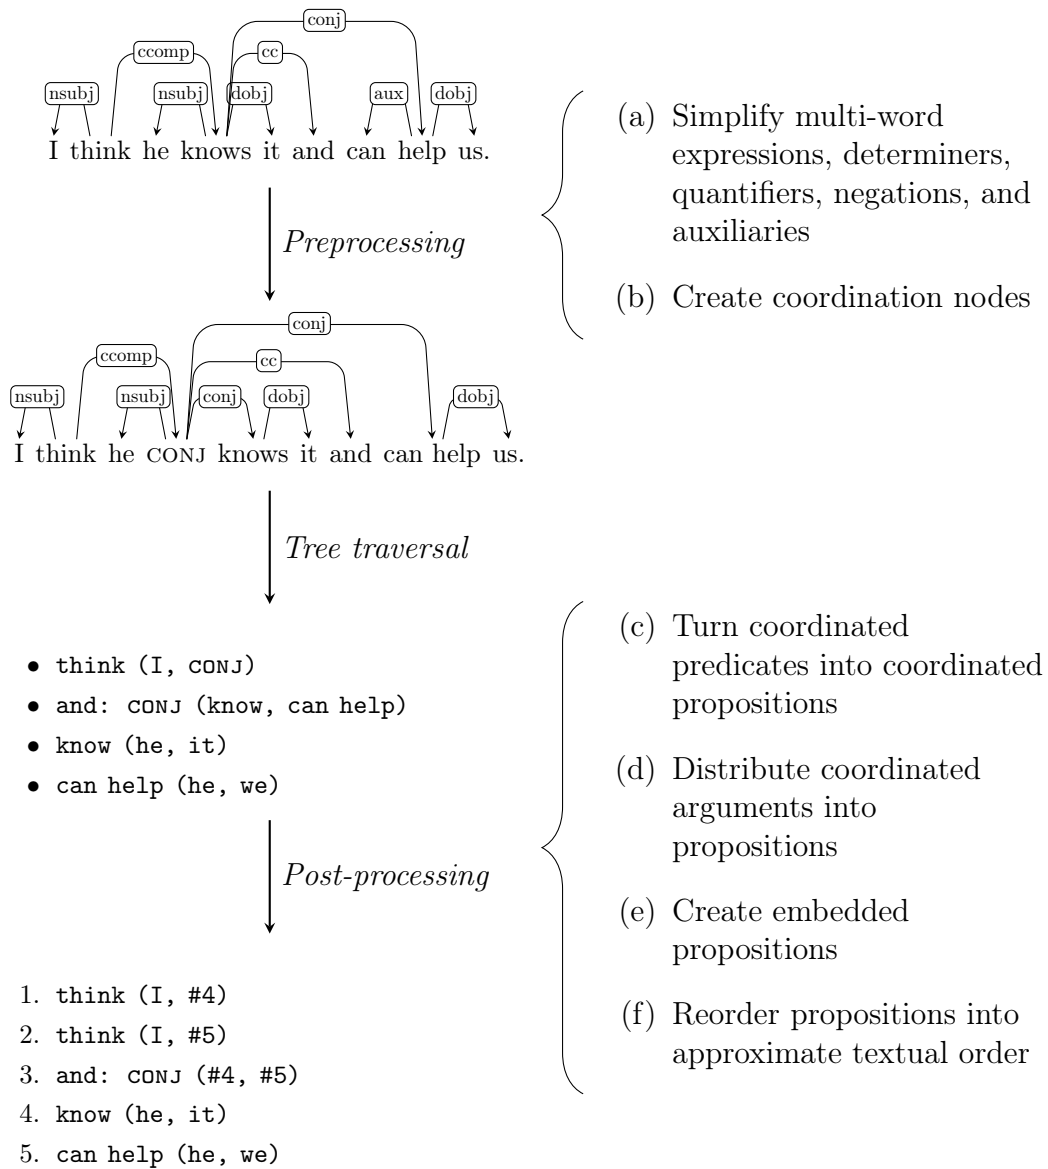 conj
ccomp cc
nsubj nsubj dobj aux dobj
I think he knows it and can help us.
Preprocessing
(a) Simplify multi-word
expressions, determiners,
quantifiers, negations, and
auxiliaries
(b) Create coordination nodes
conj
ccomp cc
nsubj nsubj conj dobj dobj
I think he CONJ knows it and can help us.
Tree traversal
• think (I, CONJ)
• and: CONJ (know, can help)
• know (he, it)
• can help (he, we)
Post-processing
(c) Turn coordinated
predicates into coordinated
propositions
(d) Distribute coordinated
arguments into
propositions
(e) Create embedded
propositions
(f) Reorder propositions into
approximate textual order
1. think (I, #4)
2. think (I, #5)
3. and: CONJ (#4, #5)
4. know (he, it)
5. can help (he, we)